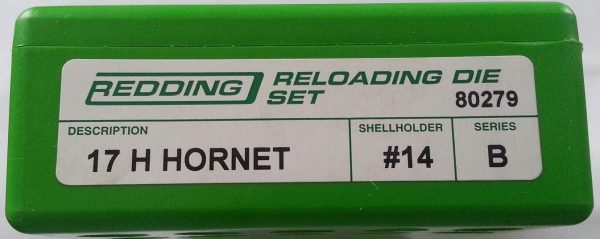 REDDING RELOADING DIE
SET 80279
DESCRIPTION SHELLHOLDER SERIES
17 H HORNET #14 B